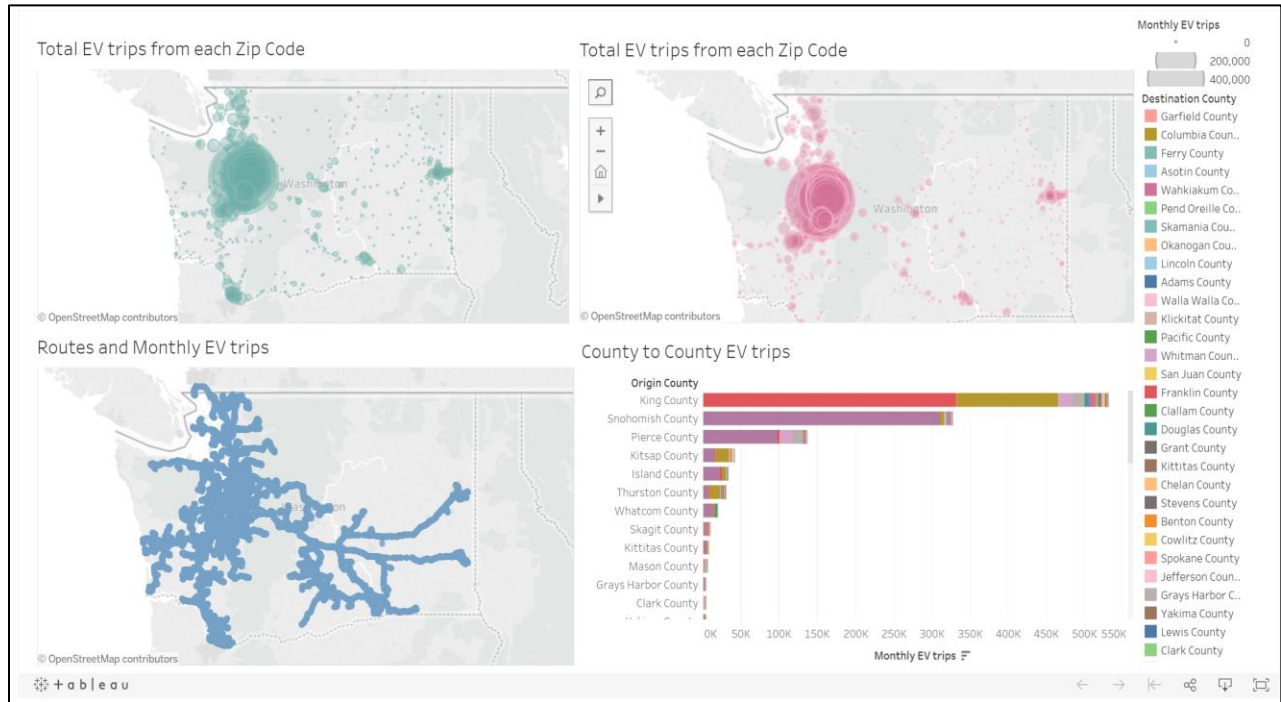 Total EV trips from each Zip Code
Washington
© OpenStreetMap contributors
Total EV trips from each Zip Code
Washington
© OpenStreetMap contributors
Routes and Monthly EV trips
© OpenStreetMap contributors
County to County EV trips
Origin County
King County
Snohomish County
Pierce County
Kitsap County
Island County
Thurston County
Whatcom County
Skagit County
Kittitas County
Mason County
Grays Harbor County
Clark County
0K 50K 100K 150K 200K 250K 300K 350K 400K 450K 500K 550K
Monthly EV trips
Monthly EV trips
0
200,000
400,000
Destination County
Garfield County
Columbia Coun..
Ferry County
Asotin County
Wahkiakum Co..
Pend Oreille Co..
Skamania Cou..
Okanogan Cou..
Lincoln County
Adams County
Walla Walla Co..
Klickitat County
Pacific County
Whitman Coun..
San Juan County
Franklin County
Clallam County
Douglas County
Grant County
Kittitas County
Chelan County
Stevens County
Benton County
Cowlitz County
Spokane County
Jefferson Coun..
Grays Harbor C..
Yakima County
Lewis County
Clark County
+ a b l e a u